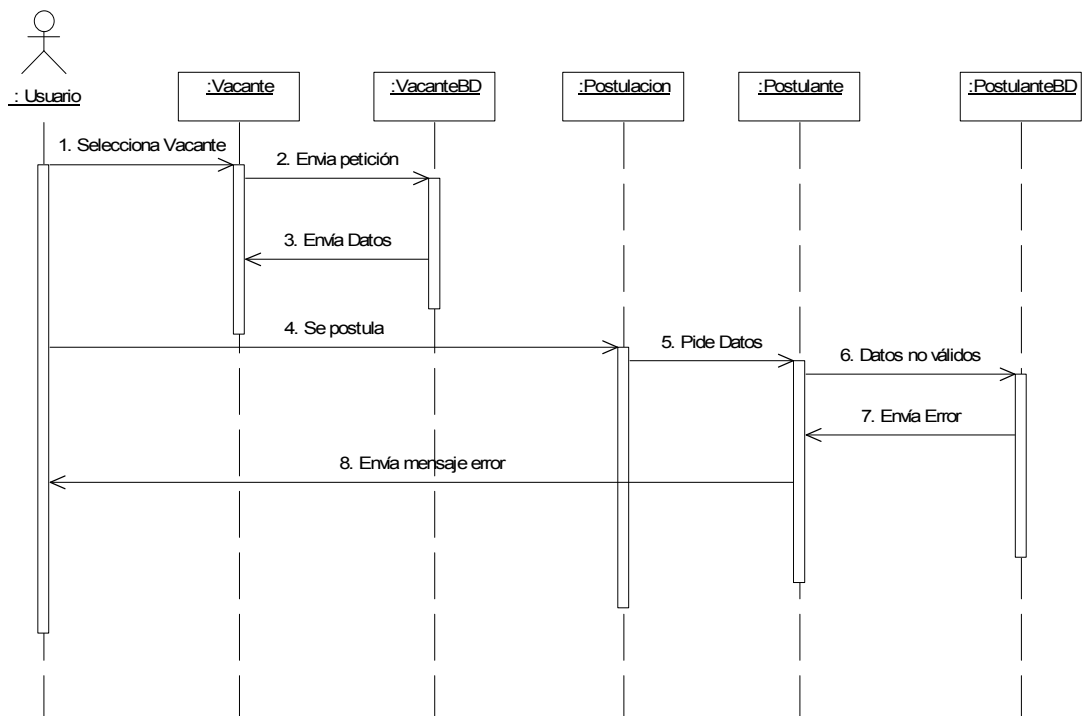 : Usuario
:Vacante
:VacanteBD
:Postulacion
:Postulante
:PostulanteBD
1. Selecciona Vacante
2. Envia petición
3. Envía Datos
4. Se postula
5. Pide Datos
6. Datos no válidos
7. Envía Error
8. Envía mensaje error